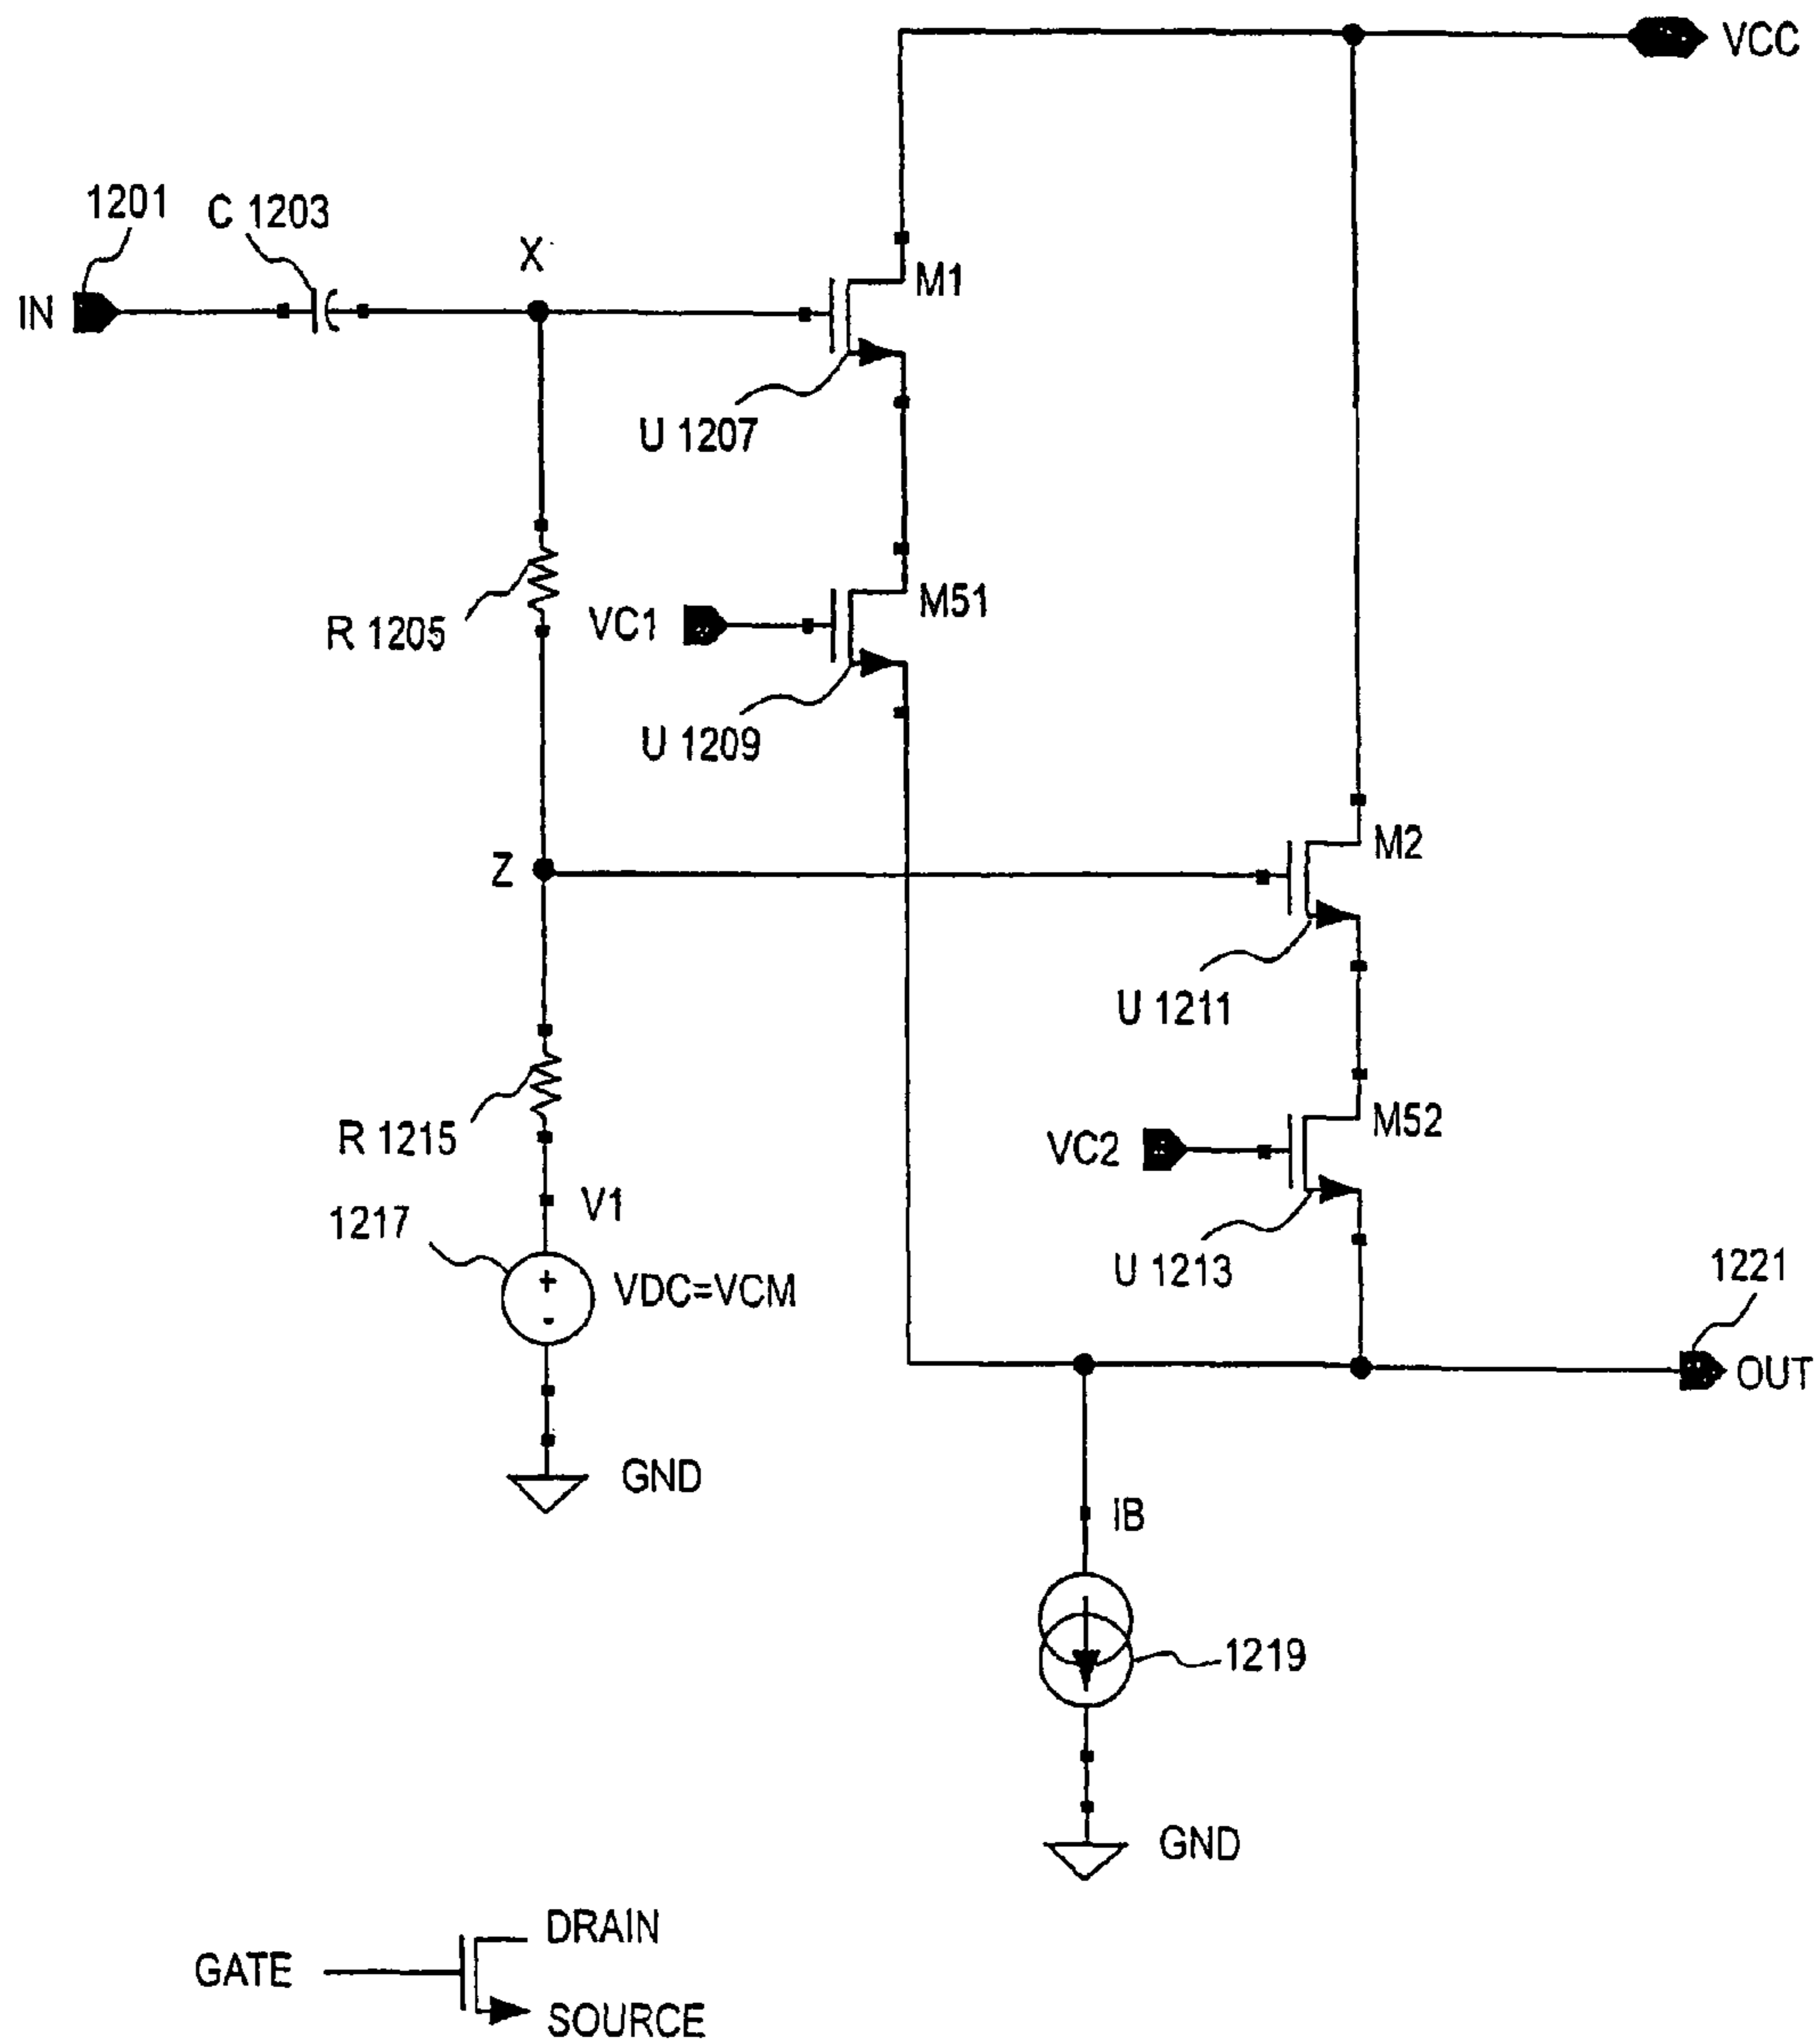 VCC
1201
C 1203
X
IN
M1
U 1207
R 1205
VC1
M51
U 1209
Z
M2
U 1211
R 1215
VC2
M52
V1
1217
VDC=VCM
+
-
U 1213
1221
OUT
GND
IB
1219
GND
GATE
DRAIN
SOURCE